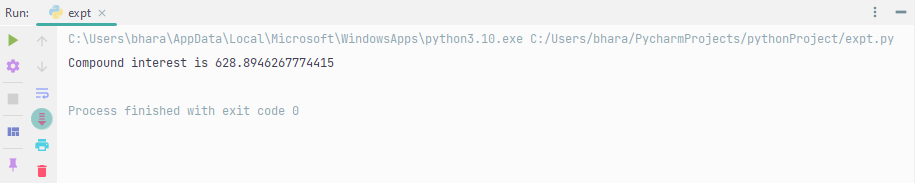 Run: expt
C:\Users\bhara\AppData\Local\Microsoft\WindowsApps\python3.10.exe C:/Users/bhara/PycharmProjects/pythonProject/expt.py
Compound interest is 628.8946267774415
Process finished with exit code 0